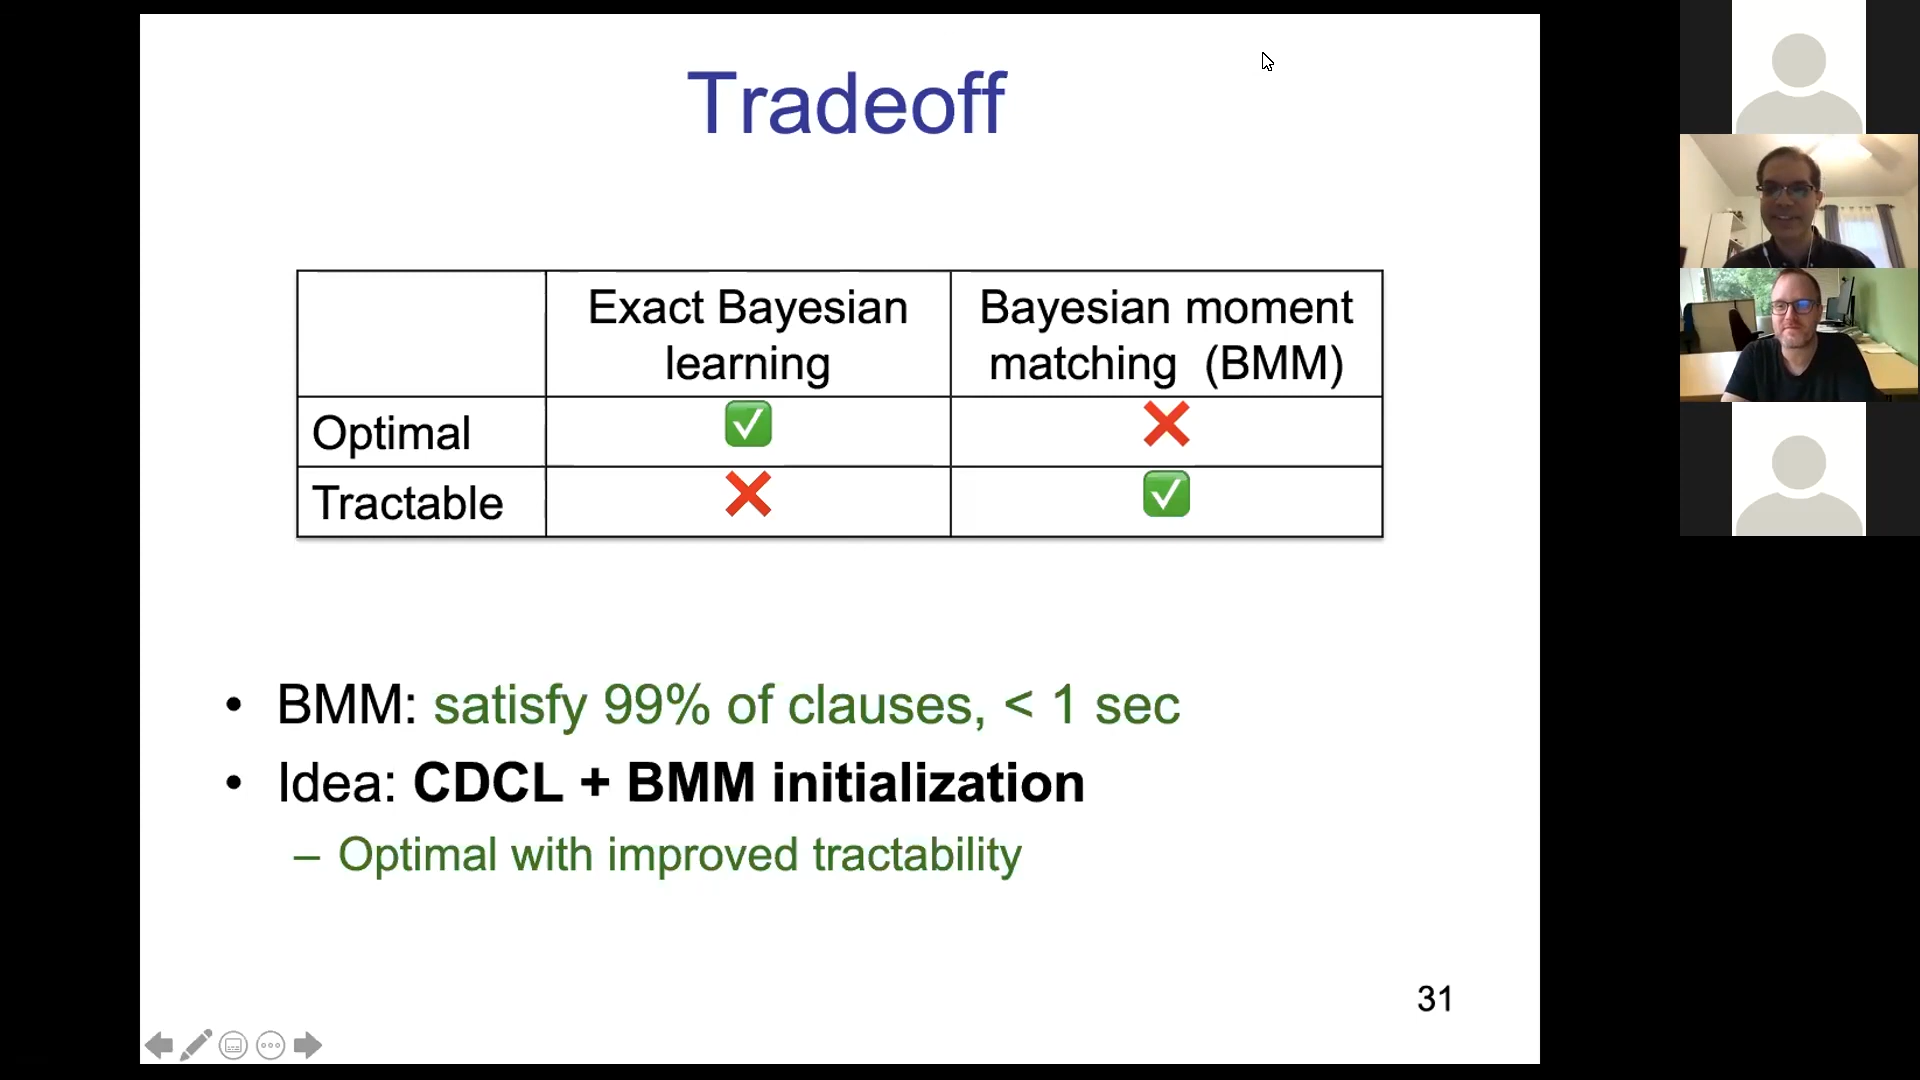 Tradeoff
Exact Bayesian learning
Bayesian moment matching (BMM)
Optimal
Tractable
• BMM: satisfy 99% of clauses, < 1 sec
• Idea: CDCL + BMM initialization
– Optimal with improved tractability
31